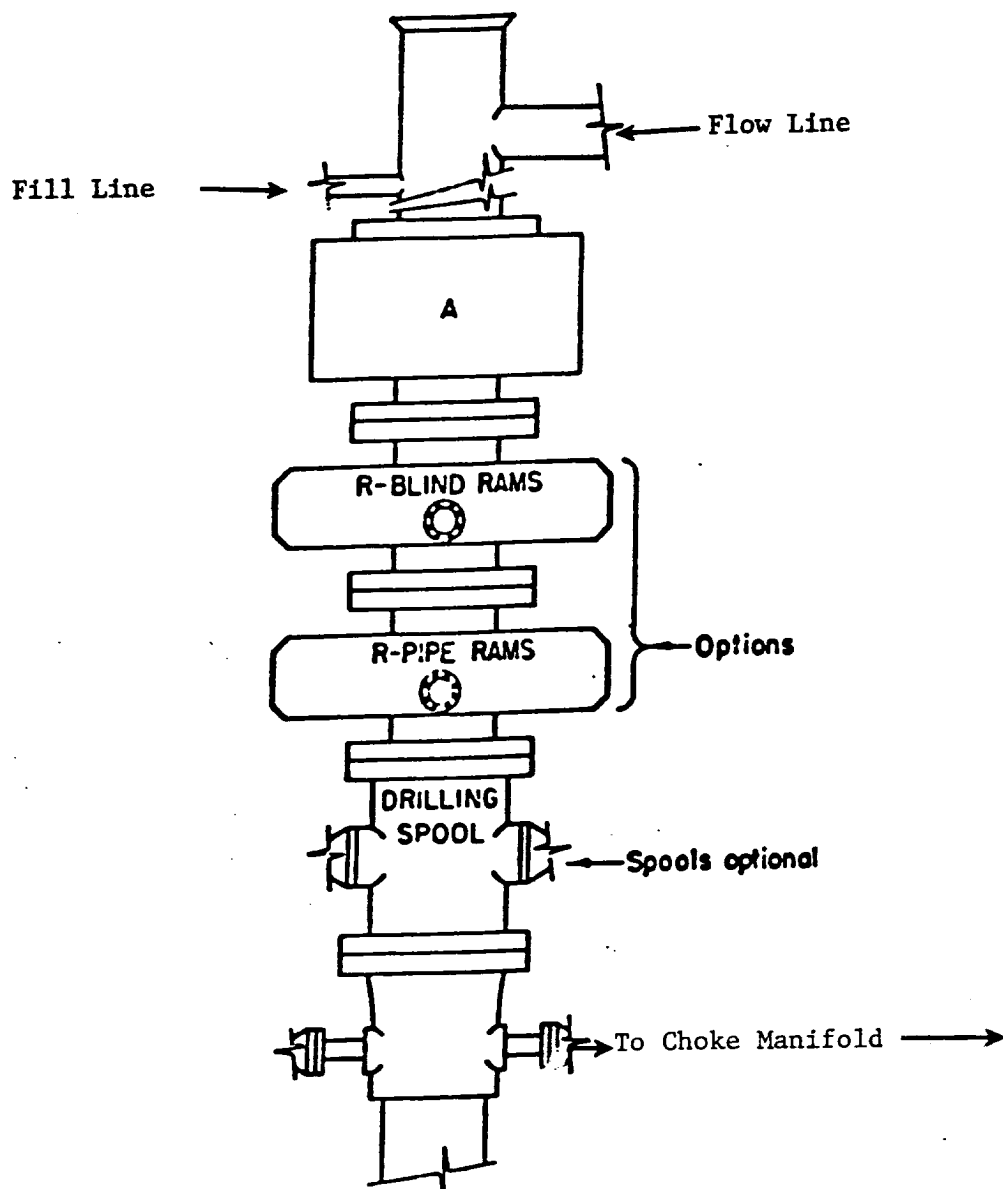 Flow Line
Fill Line
A
R-BLIND RAMS
R-PIPE RAMS
Options
DRILLING
SPOOL
Spools optional
To Choke Manifold